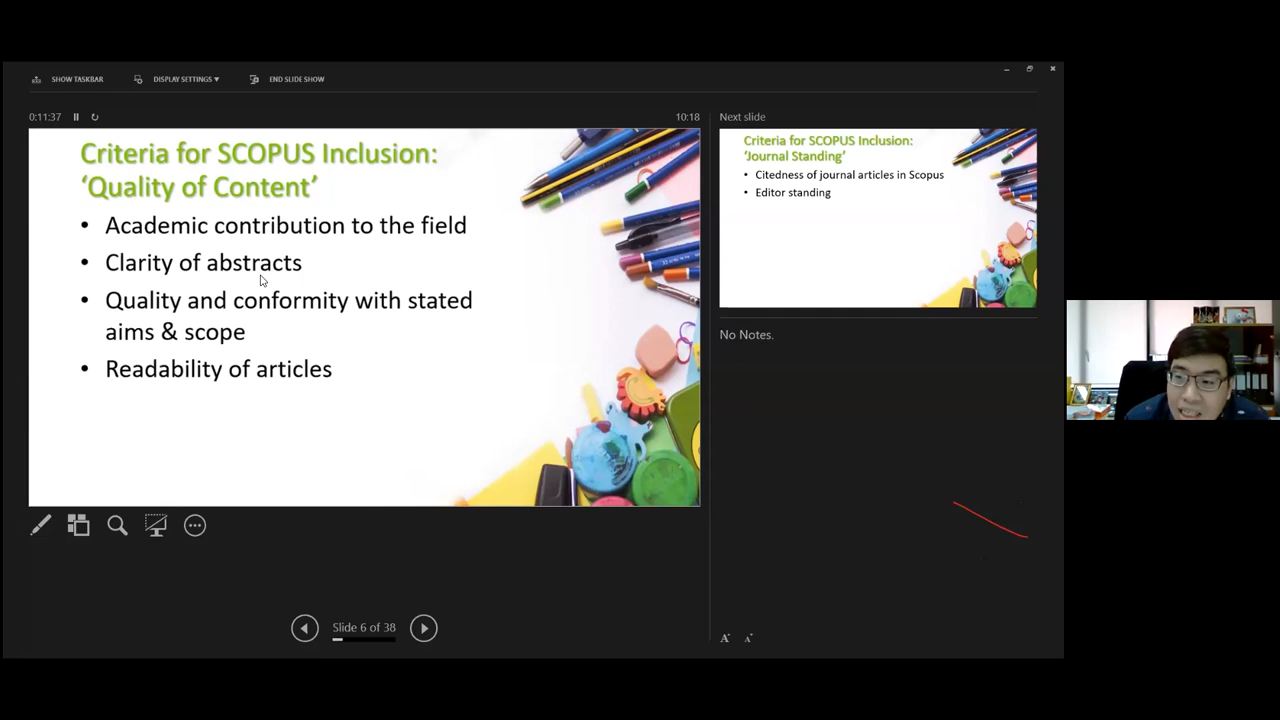 SHOW TASKBAR
DISPLAY SETTINGS ▾
END SLIDE SHOW
0:11:37
10:18
Criteria for SCOPUS Inclusion:
‘Quality of Content’
• Academic contribution to the field
• Clarity of abstracts
• Quality and conformity with stated
aims & scope
• Readability of articles
Slide 6 of 38
Next slide
Criteria for SCOPUS Inclusion:
‘Journal Standing’
• Citedness of journal articles in Scopus
• Editor standing
No Notes.
A A